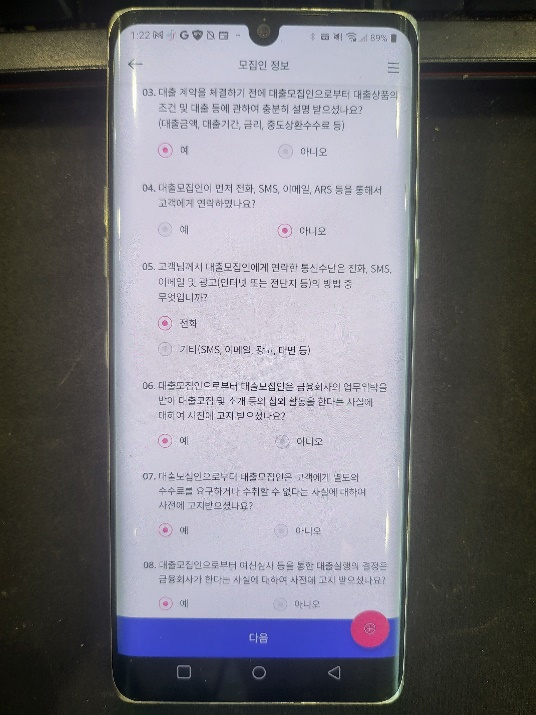 1:22
89%
모집인 정보
03. 대출 계약을 체결하기 전에 대출모집인으로부터 대출상품의
조건 및 대출 등에 관하여 충분히 설명 받으셨나요?
(대출금액, 대출기간, 금리, 중도상환수수료 등)
예 아니오
04. 대출모집인이 먼저 전화, SMS, 이메일, ARS 등을 통해서
고객에게 연락하였나요?
예 아니오
05. 고객님께서 대출모집인에게 연락한 통신수단은 전화, SMS,
이메일 및 광고(인터넷 또는 전단지 등)의 방법 중
무엇입니까?
전화
기타(SMS, 이메일, 광고, 대면 등)
06. 대출모집인으로부터 대출모집인은 금융회사의 업무위탁을
받아 대출모집 및 소개 등의 섭외 활동을 한다는 사실에
대하여 사전에 고지 받으셨나요?
예 아니오
07. 대출모집인으로부터 대출모집인은 고객에게 별도의
수수료를 요구하거나 수취할 수 없다는 사실에 대하여
사전에 고지받으셨나요?
예 아니오
08. 대출모집인으로부터 여신심사 등을 통한 대출실행의 결정은
금융회사가 한다는 사실에 대하여 사전에 고지 받으셨나요?
예 아니오
다음